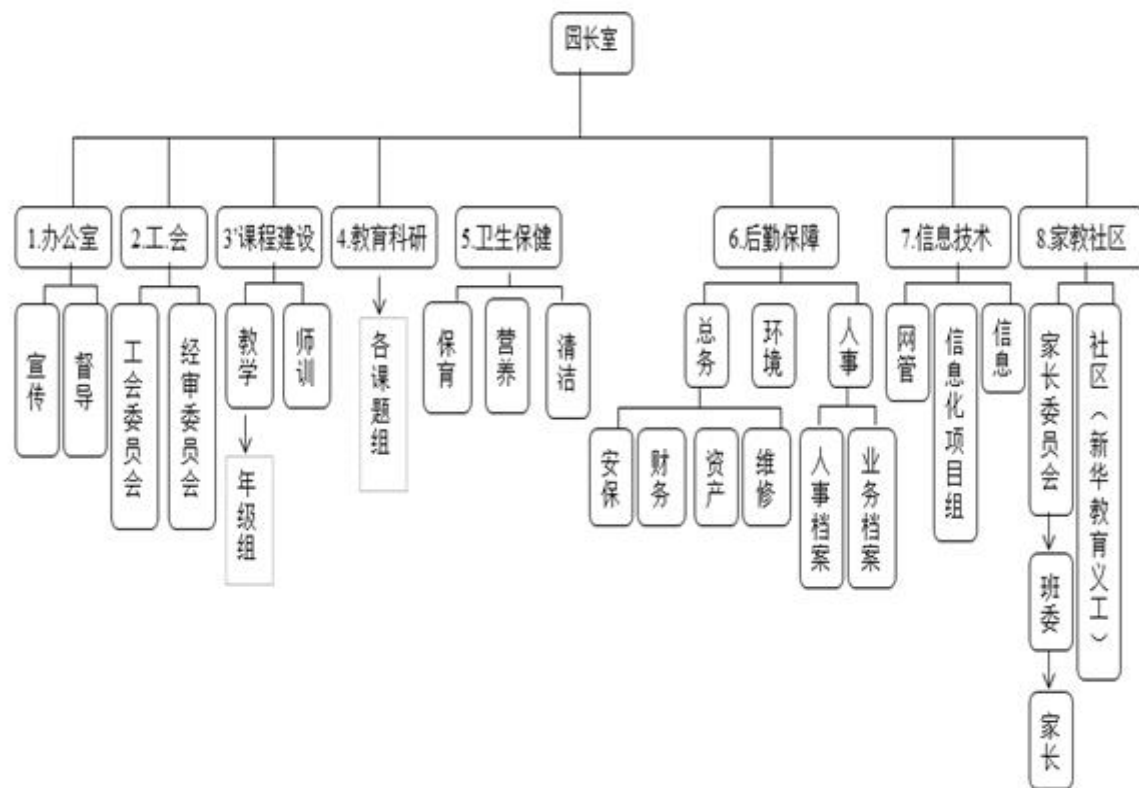 园长室
1.办公室
2.工.会
3'课程建设
4.教育科研
5.卫生保健
6.后勤保障
7.信息技术
8.家教社区
宣传
督导
工会委员会
经审委员会
教学
师训
各课题组
保育
营养
清洁
总务
环境
人事
网管
信息化项目组
信息
家长委员会
社区（新华教育义工）
年级组
安保
财务
资产
维修
人事档案
业务档案
班委
家长